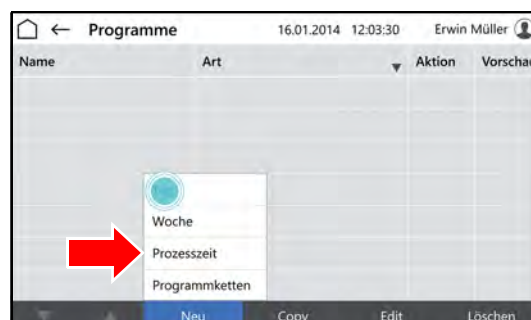 Programme 16.01.2014 12:03:30 Erwin Müller
Name Art Aktion Vorschau
Woche
Prozesszeit
Programmketten
Neu Copy Edit Löschen